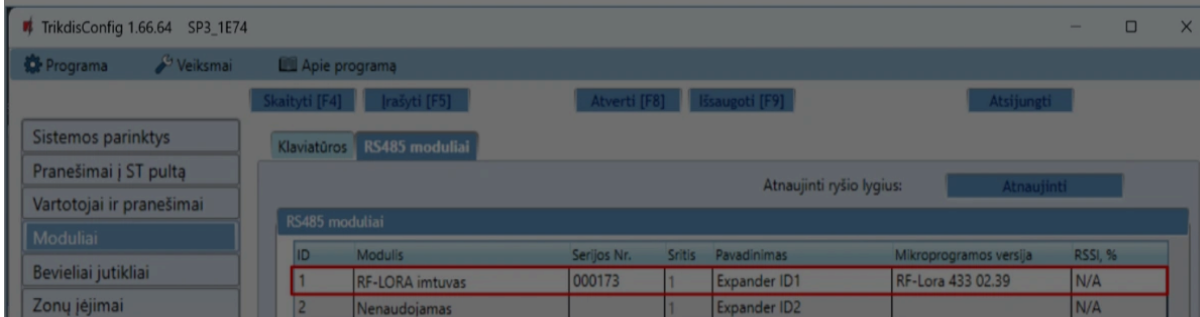 TrikdisConfig 1.66.64 SP3_1E74
Programa Veiksmai Apie programą
Skaityti [F4] Įrašyti [F5] Atverti [F8] Išsaugoti [F9] Atsijungti
Sistemos parinktys
Klaviatūros RS485 moduliai
Pranešimai į ST pultą
Atnaujinti ryšio lygius: Atnaujinti
Vartotojai ir pranešimai
RS485 moduliai
Moduliai
ID Modulis Serijos Nr. Sritis Pavadinimas Mikroprogramos versija RSSI, %
Bevieliai jutikliai
1 RF-LORA imtuvas 000173 1 Expander ID1 RF-Lora 433 02.39 N/A
Zonų įėjimai
2 Nenaudojamas 1 Expander ID2 N/A